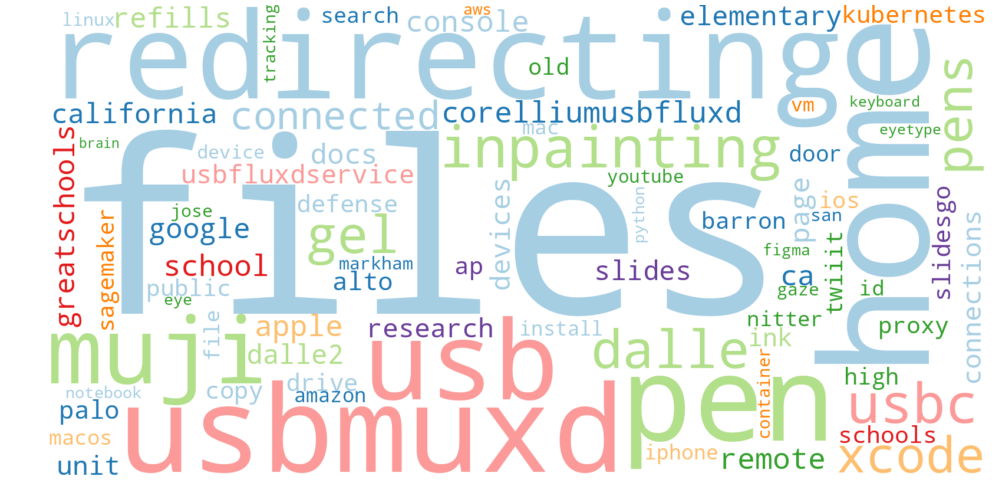 linux
refills
tracking
search
aws
console
elementary
kubernetes
redirecting
home
old
pens
california
connected
corelliumusbfluxd
vm
keyboard
mac
eyetype
greatschools
brain
files
device
docs
inpainting
door
usbfluxdservice
youtube
jose
defense
devices
python
page
ios
google
gel
barron
san
slidesgo
connections
sagemaker
figma
twiiit
school
markham
ap
slides
ca
public
alto
gaze
id
eye
nitter
proxy
muji
file
apple
research
install
dalle
ink
dalle2
usb
pen
container
high
notebook
copy
drive
amazon
usbc
palo
usbmuxd
macos
schools
unit
iphone
remote
xcode